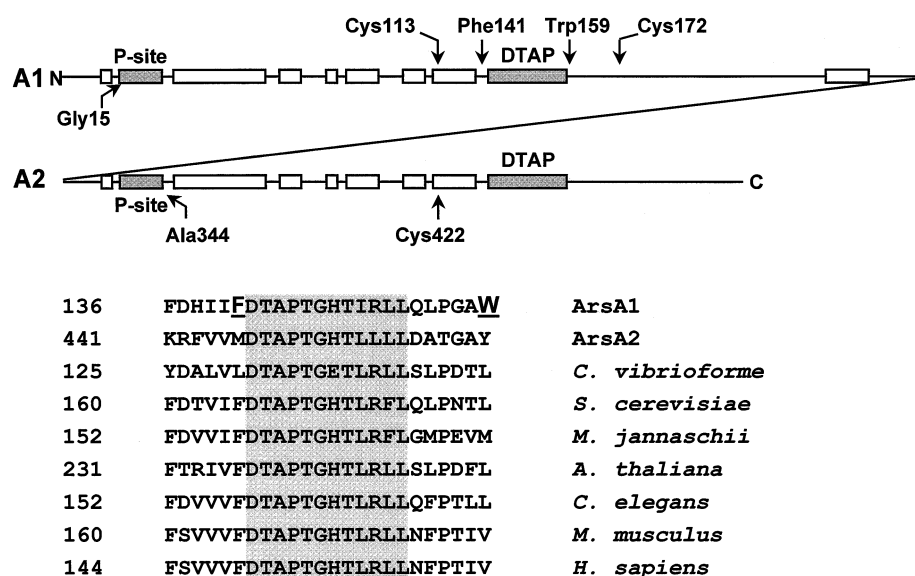 Cys113 Phe141 Trp159 Cys172
P-site DTAP
A1 N
Gly15
DTAP
A2 C
P-site
Ala344 Cys422
136 FDHIIFDTAPTGHTIRLLQLPGAW ArsA1
441 KRFVVMDTAPTGHTLLLLDATGAY ArsA2
125 YDALVLDTAPTGETLRLLSLPDTL C. vibrioforme
160 FDTVIFDTAPTGHTLRFLQLPNTL S. cerevisiae
152 FDVVIFDTAPTGHTLRFLGMPEVM M. jannaschii
231 FTRIVFDTAPTGHTLRLLSLPDFL A. thaliana
152 FDVVVFDTAPTGHTLRLLQFPTLL C. elegans
160 FSVVVFDTAPTGHTLRLLNFPTIV M. musculus
144 FSVVVFDTAPTGHTLRLLNFPTIV H. sapiens